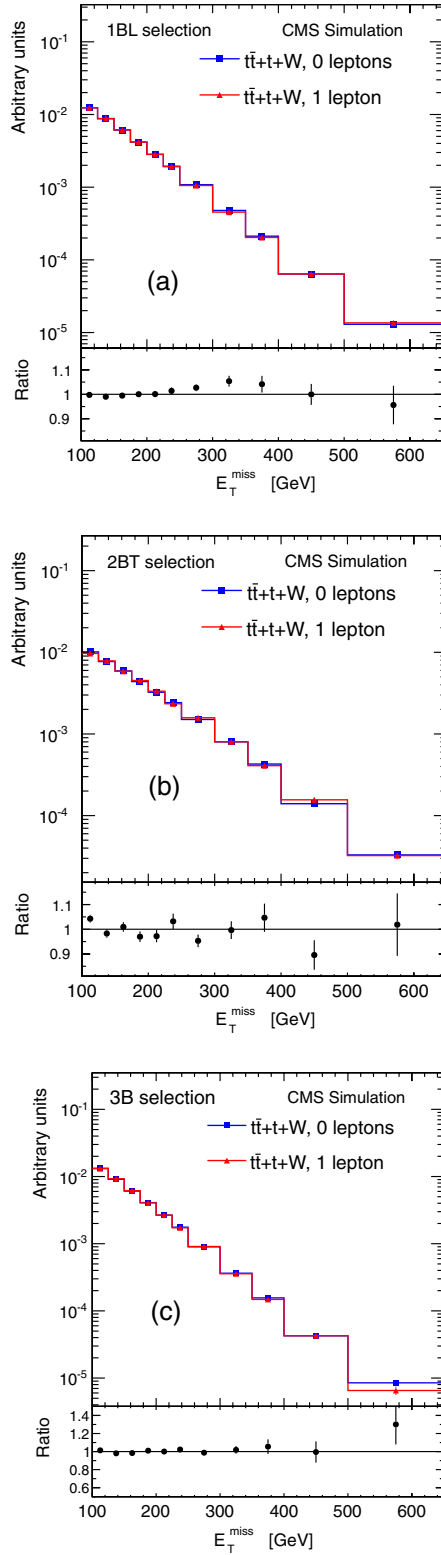 1BL selection CMS Simulation
tt̄+t+W, 0 leptons
tt̄+t+W, 1 lepton
Arbitrary units
10⁻¹
10⁻²
10⁻³
10⁻⁴
10⁻⁵
(a)
Ratio
1.1
1
0.9
100 200 300 400 500 600
E_T^miss [GeV]
2BT selection CMS Simulation
tt̄+t+W, 0 leptons
tt̄+t+W, 1 lepton
Arbitrary units
10⁻¹
10⁻²
10⁻³
10⁻⁴
(b)
Ratio
1.1
1
0.9
100 200 300 400 500 600
E_T^miss [GeV]
3B selection CMS Simulation
tt̄+t+W, 0 leptons
tt̄+t+W, 1 lepton
Arbitrary units
10⁻¹
10⁻²
10⁻³
10⁻⁴
10⁻⁵
(c)
Ratio
1.4
1.2
1.0
0.8
0.6
100 200 300 400 500 600
E_T^miss [GeV]